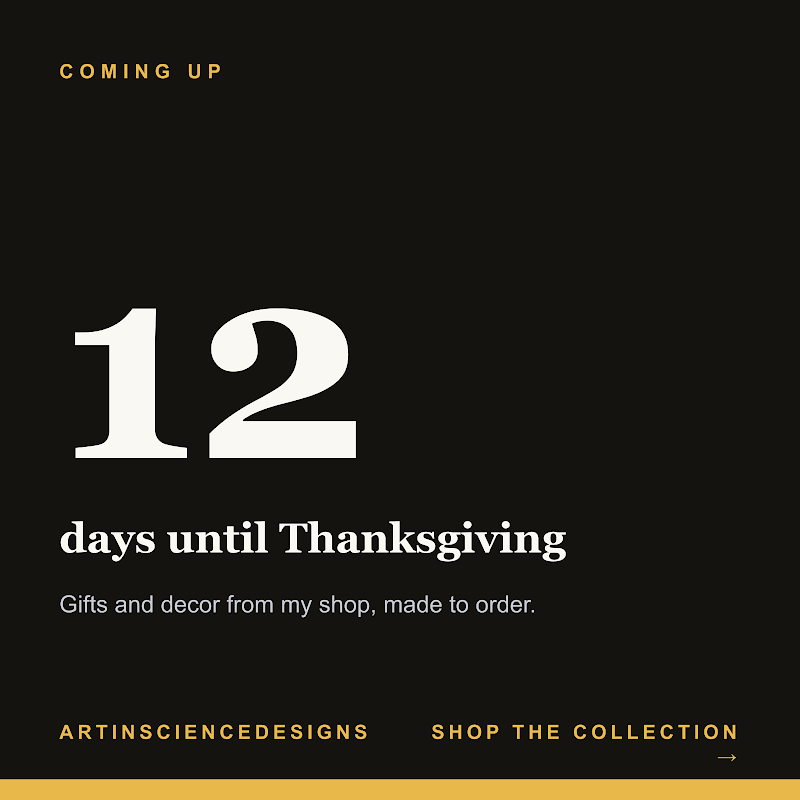 COMING UP
12
days until Thanksgiving
Gifts and decor from my shop, made to order.
ARTINSCIENCEDESIGNS SHOP THE COLLECTION
→